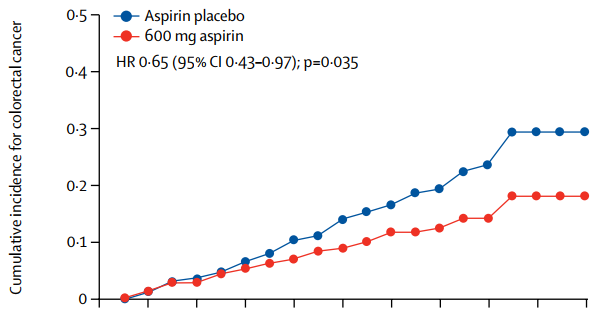 Cumulative incidence for colorectal cancer
0·5
0·4
0·3
0·2
0·1
0
Aspirin placebo
600 mg aspirin
HR 0·65 (95% CI 0·43–0·97); p=0·035